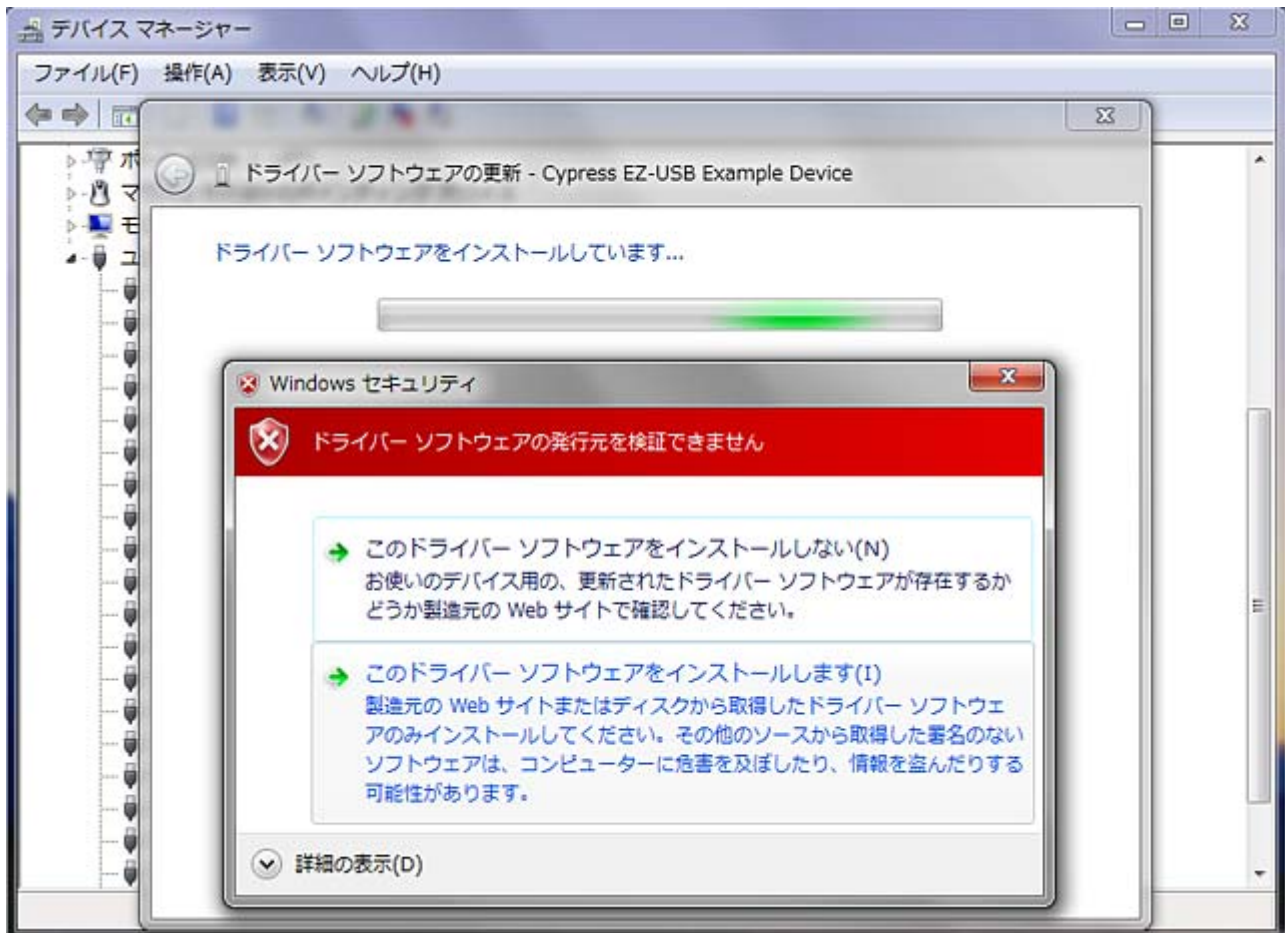 デバイス マネージャー
ファイル(F) 操作(A) 表示(V) ヘルプ(H)
ドライバー ソフトウェアの更新 - Cypress EZ-USB Example Device
ドライバー ソフトウェアをインストールしています...
Windows セキュリティ
ドライバー ソフトウェアの発行元を検証できません
このドライバー ソフトウェアをインストールしない(N)
お使いのデバイス用の、更新されたドライバー ソフトウェアが存在するか
どうか製造元の Web サイトで確認してください。
このドライバー ソフトウェアをインストールします(I)
製造元の Web サイトまたはディスクから取得したドライバー ソフトウェ
アのみインストールしてください。その他のソースから取得した署名のない
ソフトウェアは、コンピューターに危害を及ぼしたり、情報を盗んだりする
可能性があります。
詳細の表示(D)